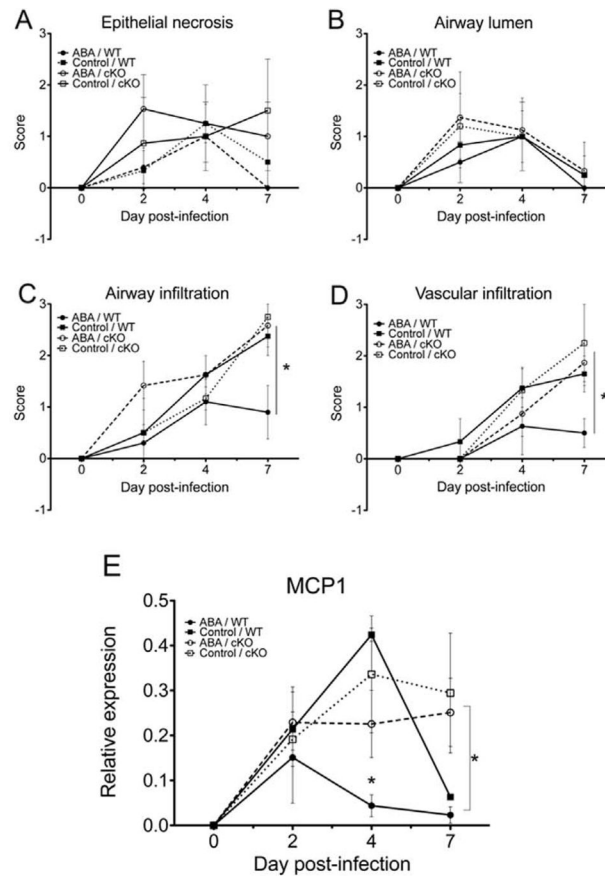 A
Epithelial necrosis
ABA / WT
Control / WT
ABA / cKO
Control / cKO
3
2
1
0
-1
Score
0 2 4 7
Day post-infection
B
Airway lumen
ABA / WT
Control / WT
ABA / cKO
Control / cKO
3
2
1
0
-1
Score
0 2 4 7
Day post-infection
C
Airway infiltration
ABA / WT
Control / WT
ABA / cKO
Control / cKO
3
2
1
0
-1
Score
*
0 2 4 7
Day post-infection
D
Vascular infiltration
ABA / WT
Control / WT
ABA / cKO
Control / cKO
3
2
1
0
-1
Score
*
0 2 4 7
Day post-infection
E
MCP1
ABA / WT
Control / WT
ABA / cKO
Control / cKO
0.5
0.4
0.3
0.2
0.1
0.0
Relative expression
*
*
0 2 4 7
Day post-infection